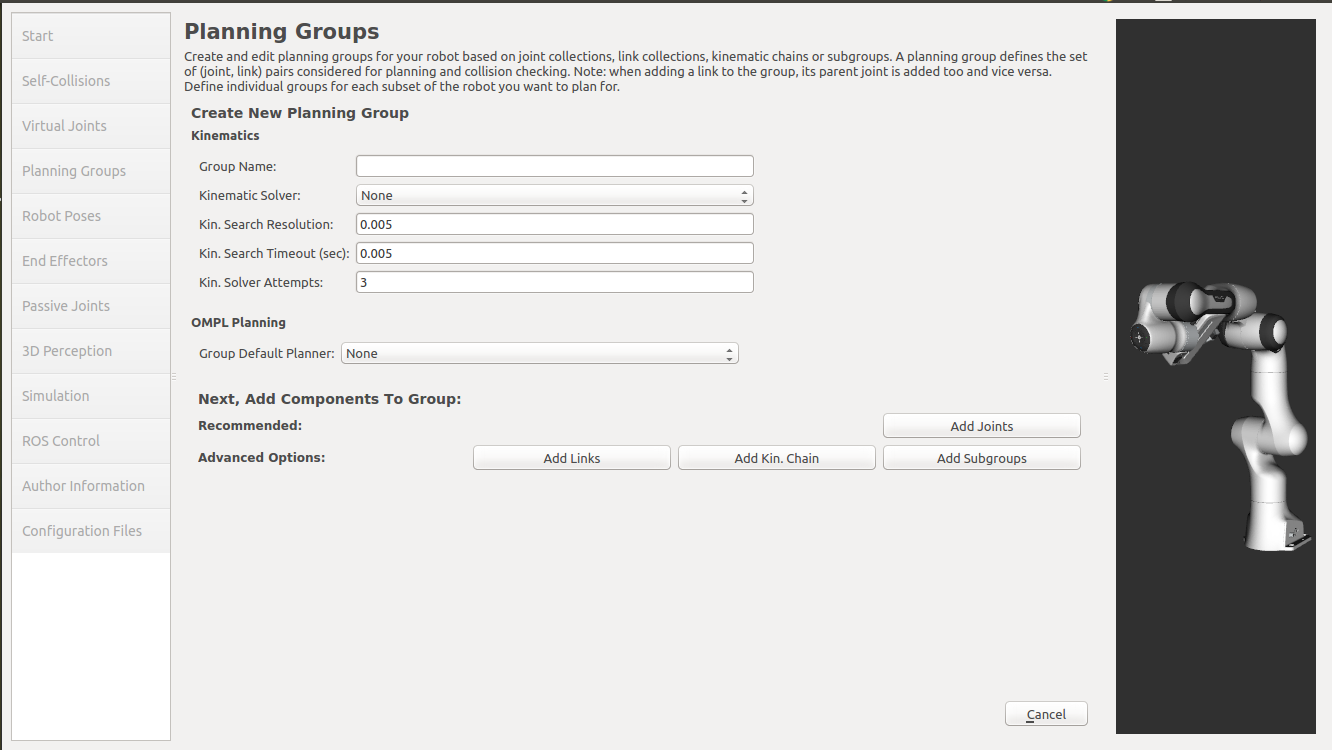 Start
Self-Collisions
Virtual Joints
Planning Groups
Robot Poses
End Effectors
Passive Joints
3D Perception
Simulation
ROS Control
Author Information
Configuration Files
Planning Groups
Create and edit planning groups for your robot based on joint collections, link collections, kinematic chains or subgroups. A planning group defines the set
of (joint, link) pairs considered for planning and collision checking. Note: when adding a link to the group, its parent joint is added too and vice versa.
Define individual groups for each subset of the robot you want to plan for.
Create New Planning Group
Kinematics
Group Name:
Kinematic Solver: None
Kin. Search Resolution: 0.005
Kin. Search Timeout (sec): 0.005
Kin. Solver Attempts: 3
OMPL Planning
Group Default Planner: None
Next, Add Components To Group:
Recommended: Add Joints
Advanced Options: Add Links Add Kin. Chain Add Subgroups
Cancel